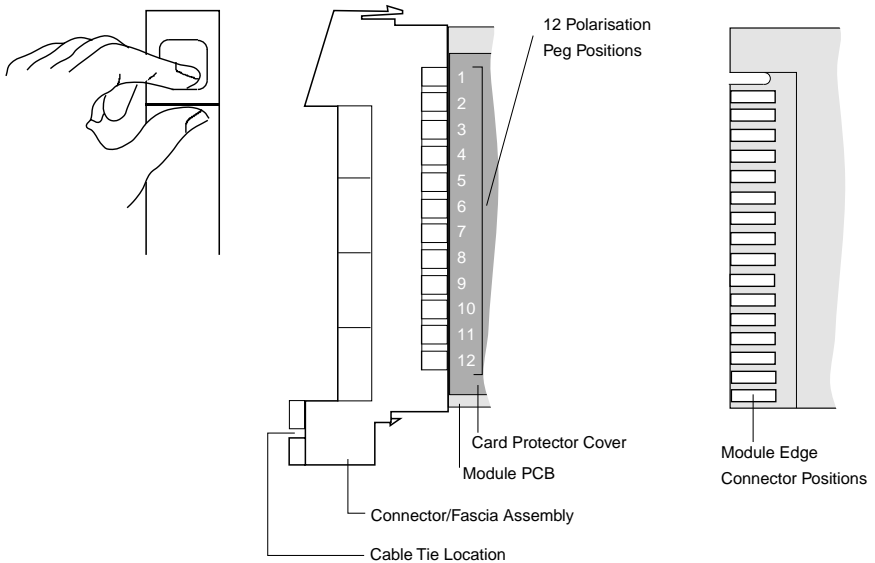 12 Polarisation
Peg Positions
1
2
3
4
5
6
7
8
9
10
11
12
Card Protector Cover
Module PCB
Connector/Fascia Assembly
Cable Tie Location
Module Edge
Connector Positions